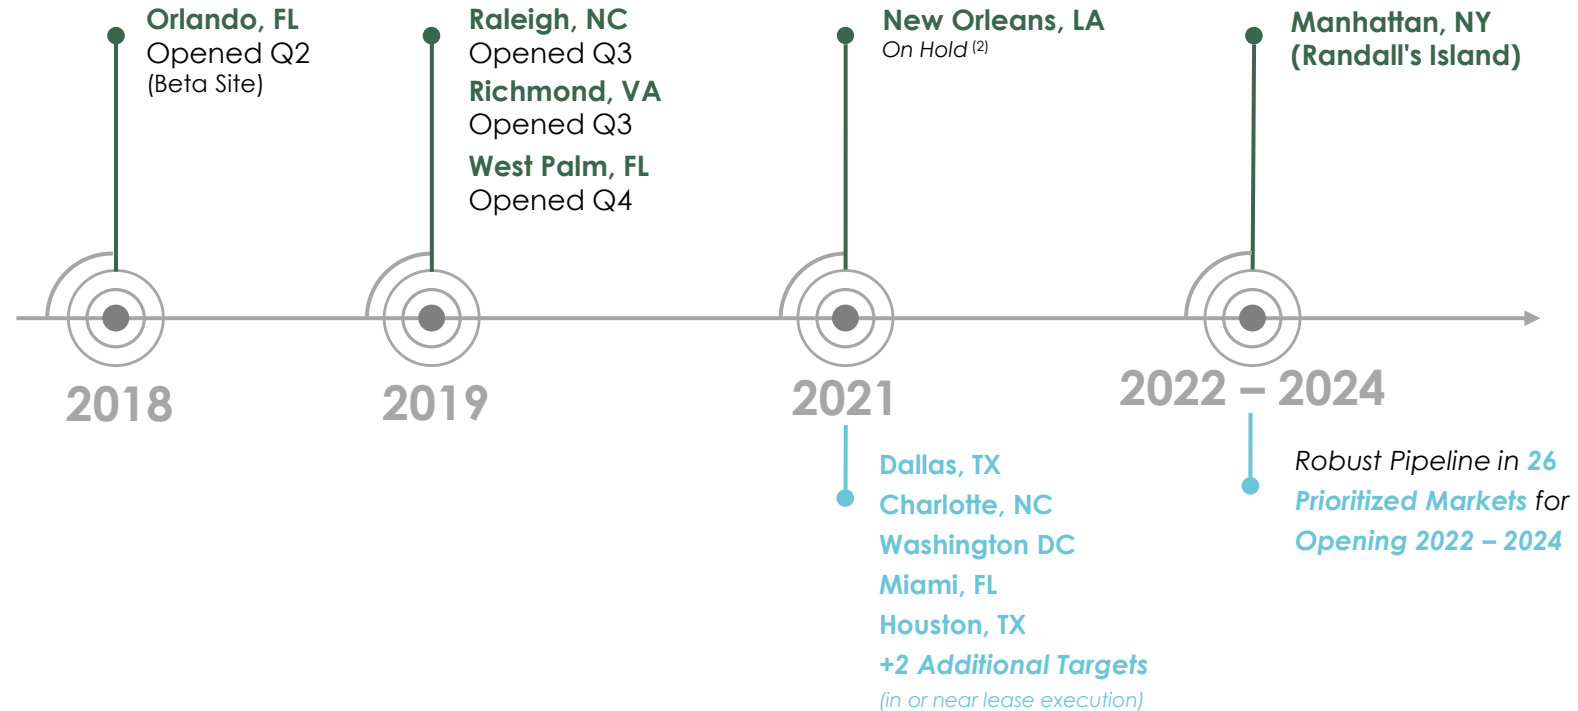 Orlando, FL
Opened Q2
(Beta Site)
Raleigh, NC
Opened Q3
Richmond, VA
Opened Q3
West Palm, FL
Opened Q4
New Orleans, LA
On Hold (2)
Manhattan, NY
(Randall's Island)
2018
2019
2021
2022 – 2024
Dallas, TX
Charlotte, NC
Washington DC
Miami, FL
Houston, TX
+2 Additional Targets
(in or near lease execution)
Robust Pipeline in 26
Prioritized Markets for
Opening 2022 – 2024